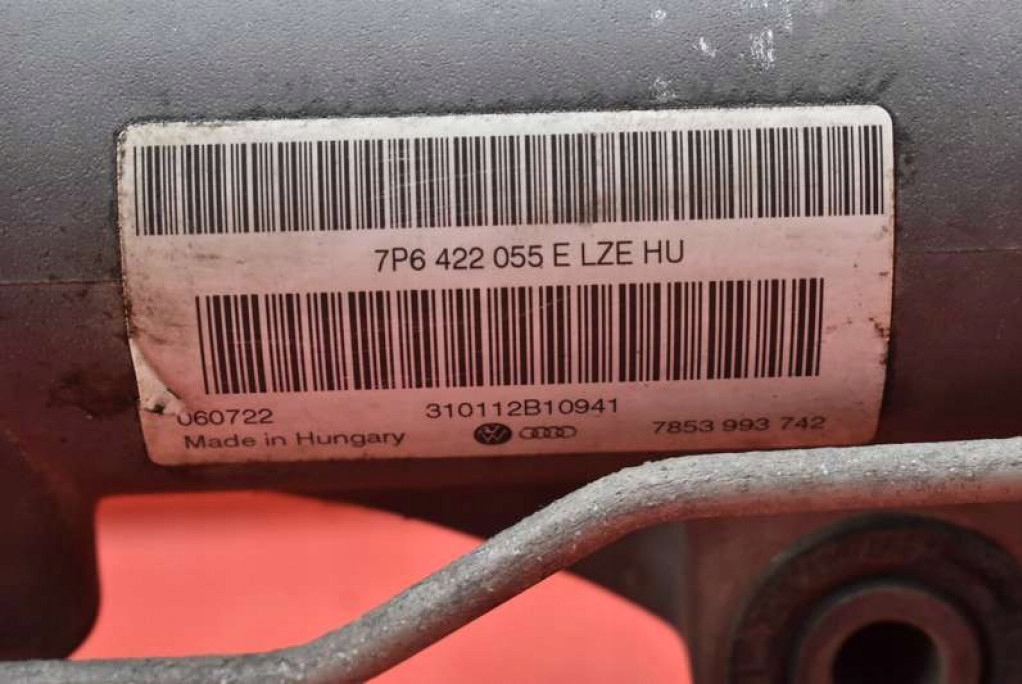 7P6 422 055 E LZE HU
310112B10941
060722
Made in Hungary
7853 993 742